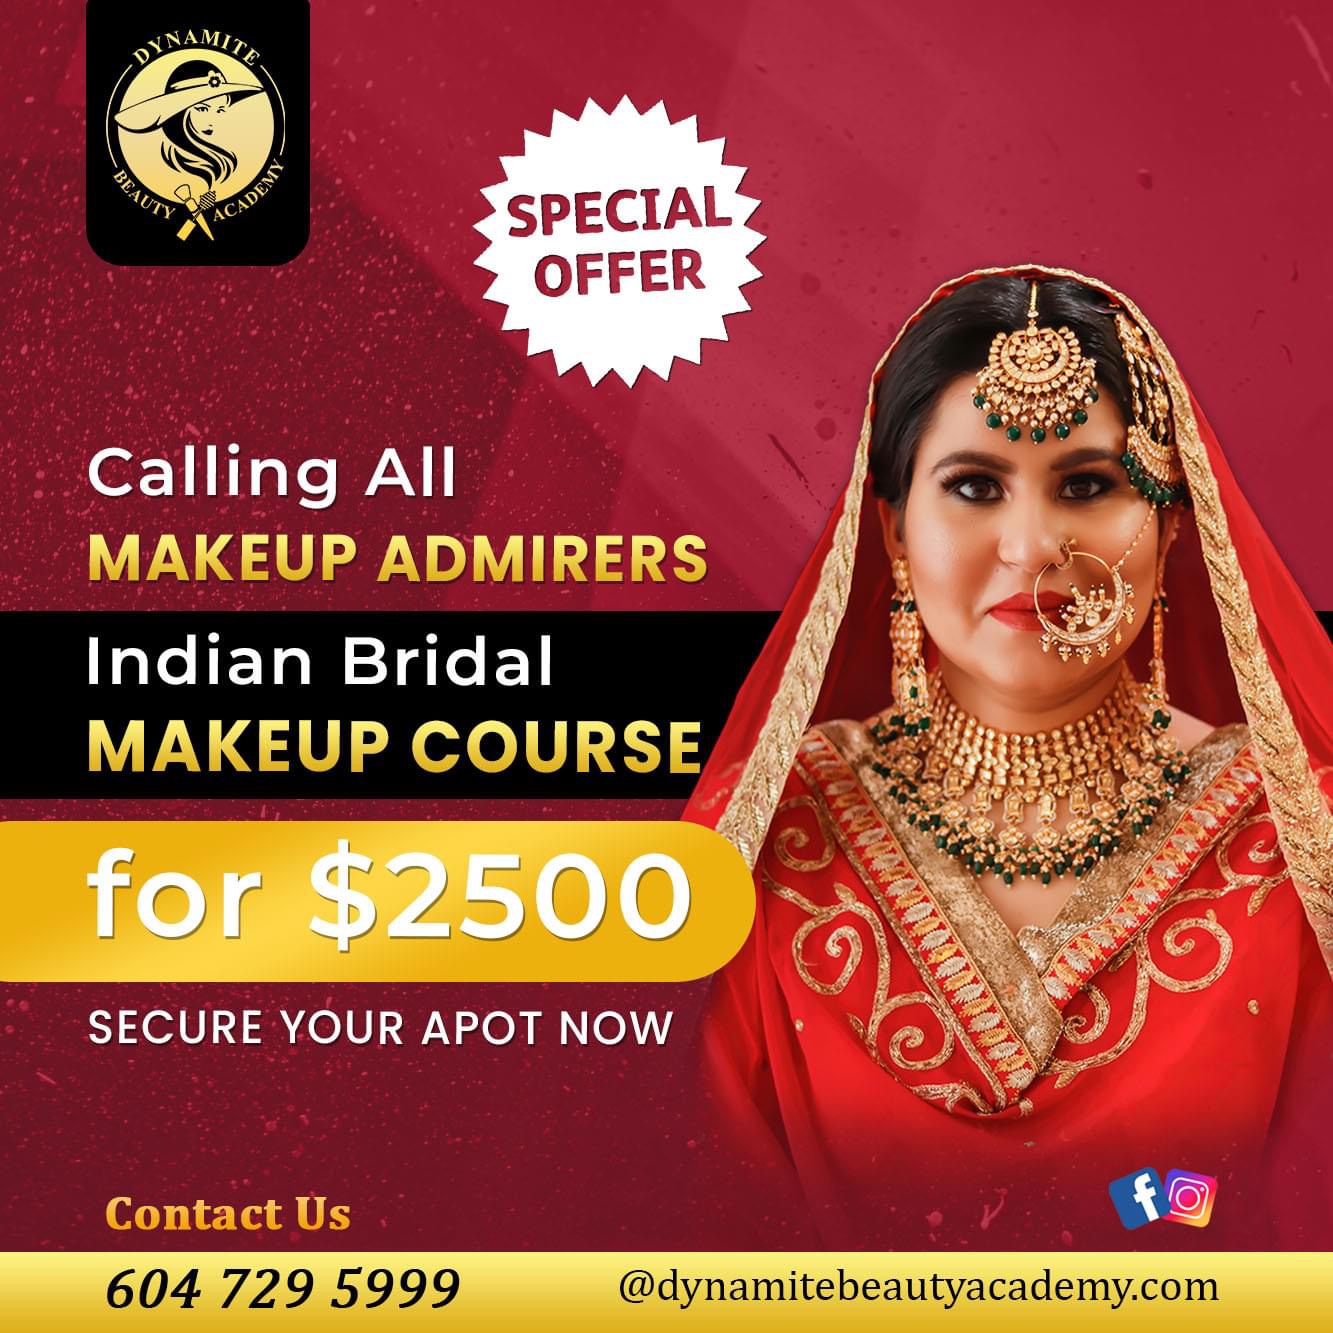 DYNAMITE
BEAUTY ACADEMY
SPECIAL
OFFER
Calling All
MAKEUP ADMIRERS
Indian Bridal
MAKEUP COURSE
for $2500
SECURE YOUR APOT NOW
Contact Us
604 729 5999
@dynamitebeautyacademy.com